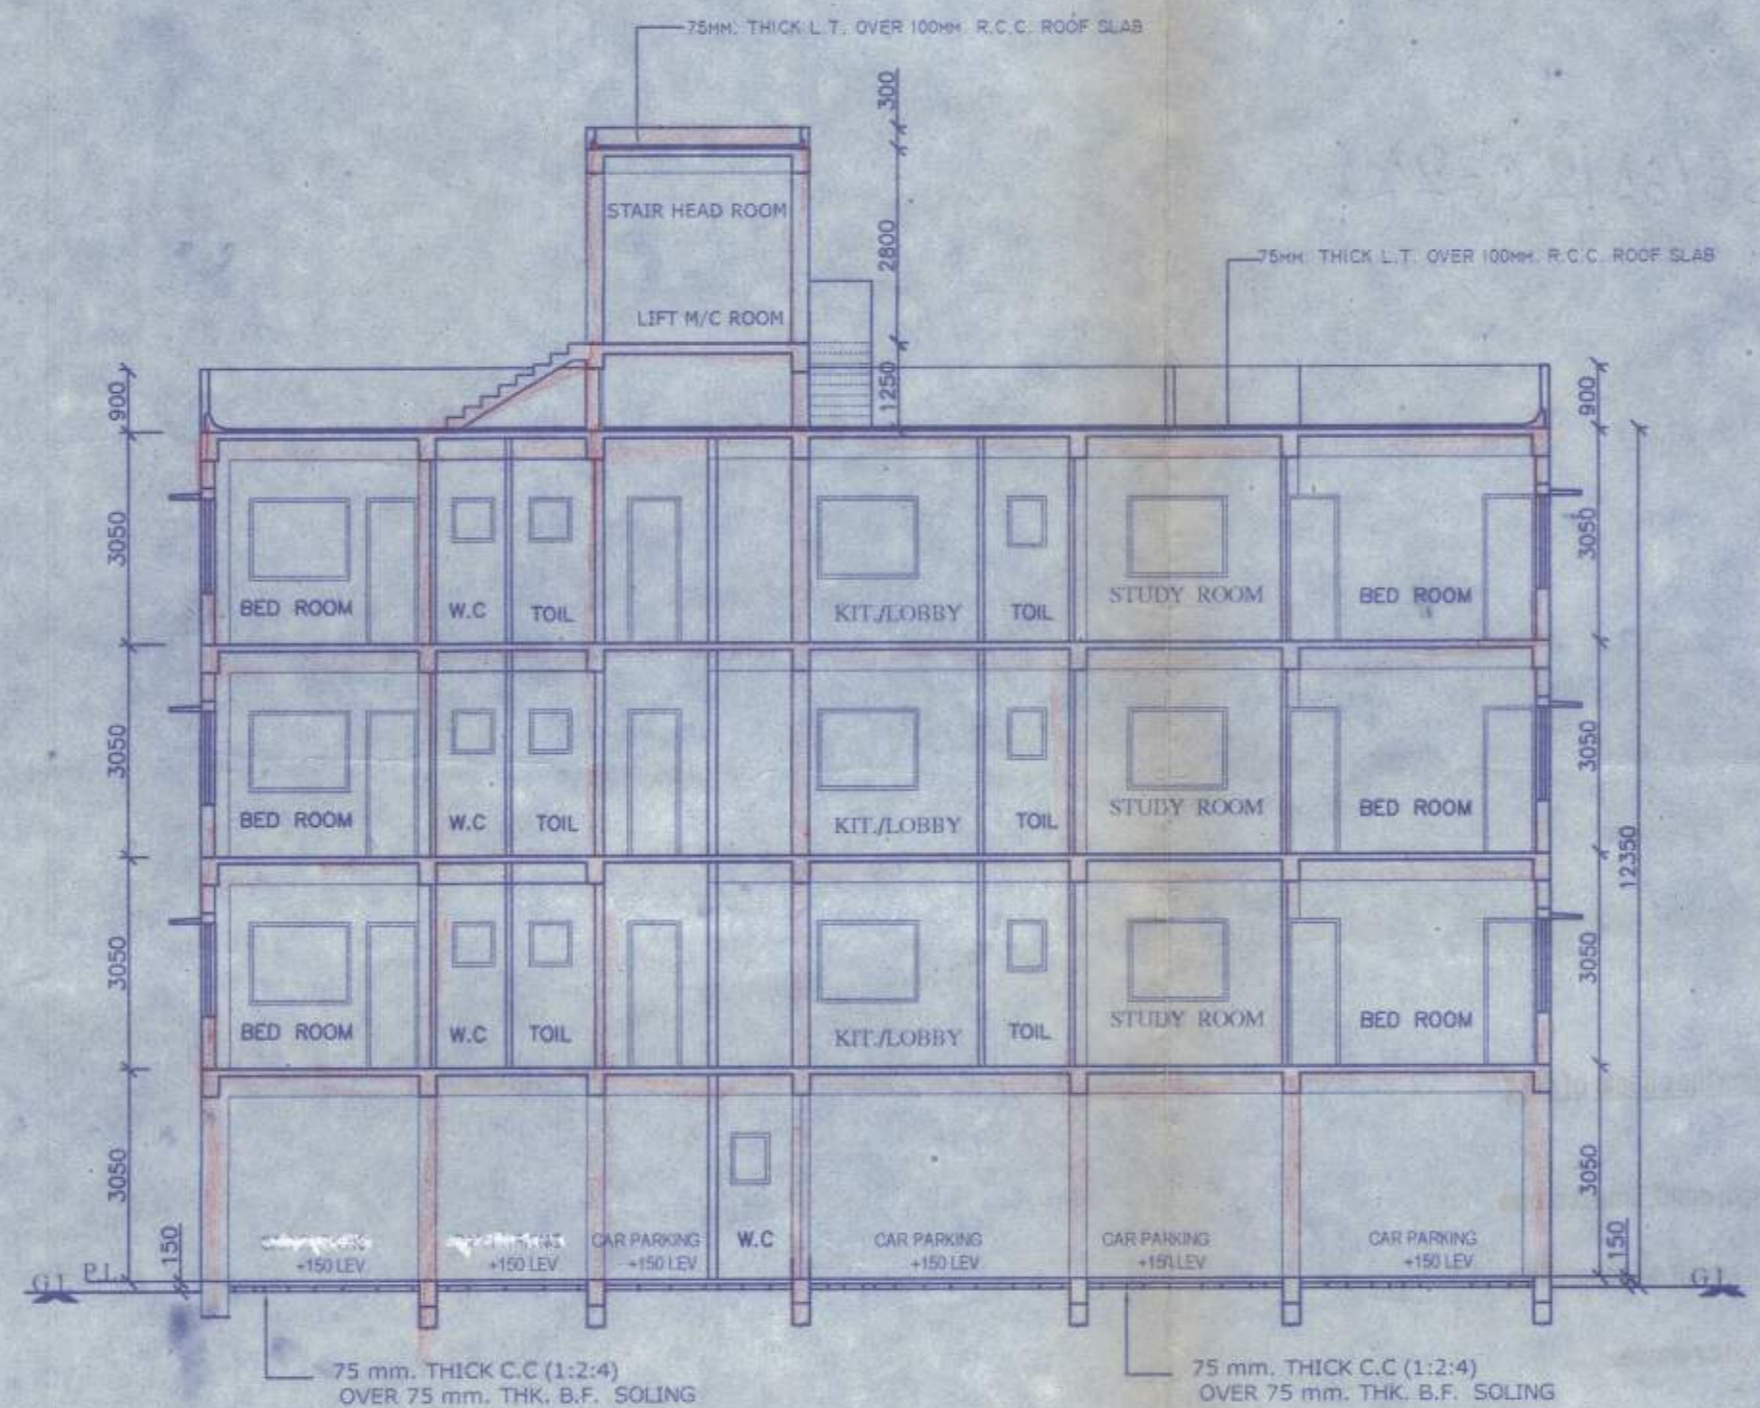 75MM. THICK L.T. OVER 100MM. R.C.C. ROOF SLAB
300
STAIR HEAD ROOM
2800
75MM. THICK L.T. OVER 100MM. R.C.C. ROOF SLAB
LIFT M/C ROOM
900
1250
900
3050
BED ROOM
W.C
TOIL
KIT./LOBBY
TOIL
STUDY ROOM
BED ROOM
3050
3050
BED ROOM
W.C
TOIL
KIT./LOBBY
TOIL
STUDY ROOM
BED ROOM
3050
12350
3050
BED ROOM
W.C
TOIL
KIT./LOBBY
TOIL
STUDY ROOM
BED ROOM
3050
3050
3050
150
+150 LEV
+150 LEV
CAR PARKING
+150 LEV
W.C
CAR PARKING
+150 LEV
CAR PARKING
+150 LEV
CAR PARKING
+150 LEV
150
G.L
P.L
G.L
75 mm. THICK C.C (1:2:4)
OVER 75 mm. THK. B.F. SOLING
75 mm. THICK C.C (1:2:4)
OVER 75 mm. THK. B.F. SOLING